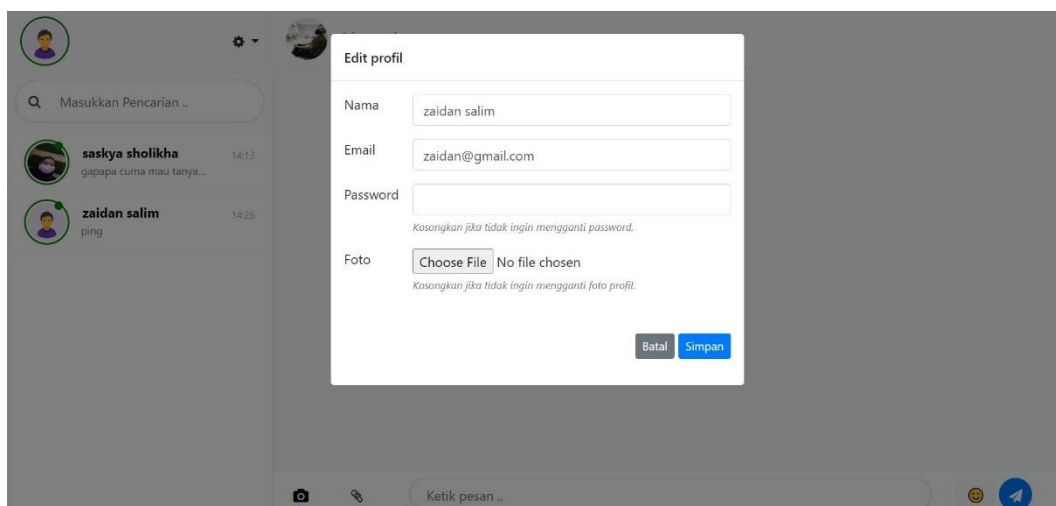 Masukkan Pencarian ..
saskya sholikha 14:13
gapapa cuma mau tanya...
zaidan salim 14:25
ping
Edit profil
Nama zaidan salim
Email zaidan@gmail.com
Password
Kosongkan jika tidak ingin mengganti password.
Foto Choose File No file chosen
Kosongkan jika tidak ingin mengganti foto profil.
Batal Simpan
Ketik pesan ..